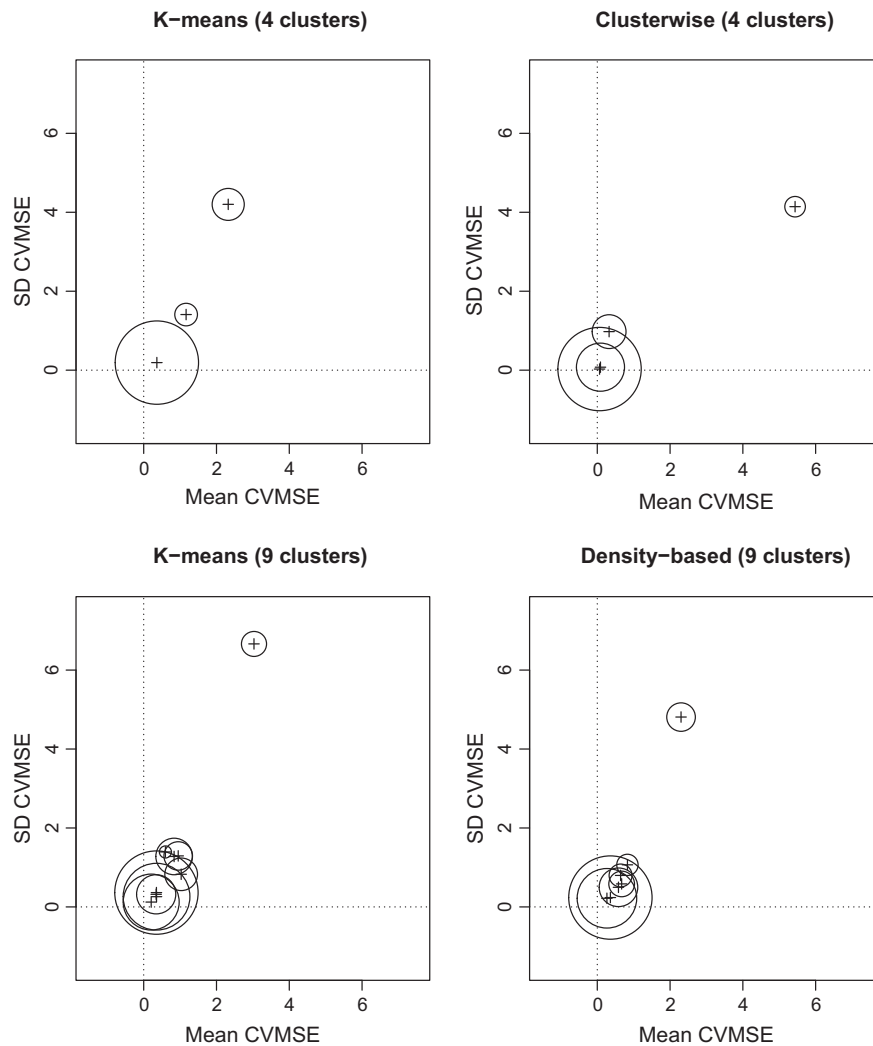 K−means (4 clusters)
SD CVMSE
6
4
2
0
0 2 4 6
Mean CVMSE
Clusterwise (4 clusters)
SD CVMSE
6
4
2
0
0 2 4 6
Mean CVMSE
K−means (9 clusters)
SD CVMSE
6
4
2
0
0 2 4 6
Mean CVMSE
Density−based (9 clusters)
SD CVMSE
6
4
2
0
0 2 4 6
Mean CVMSE